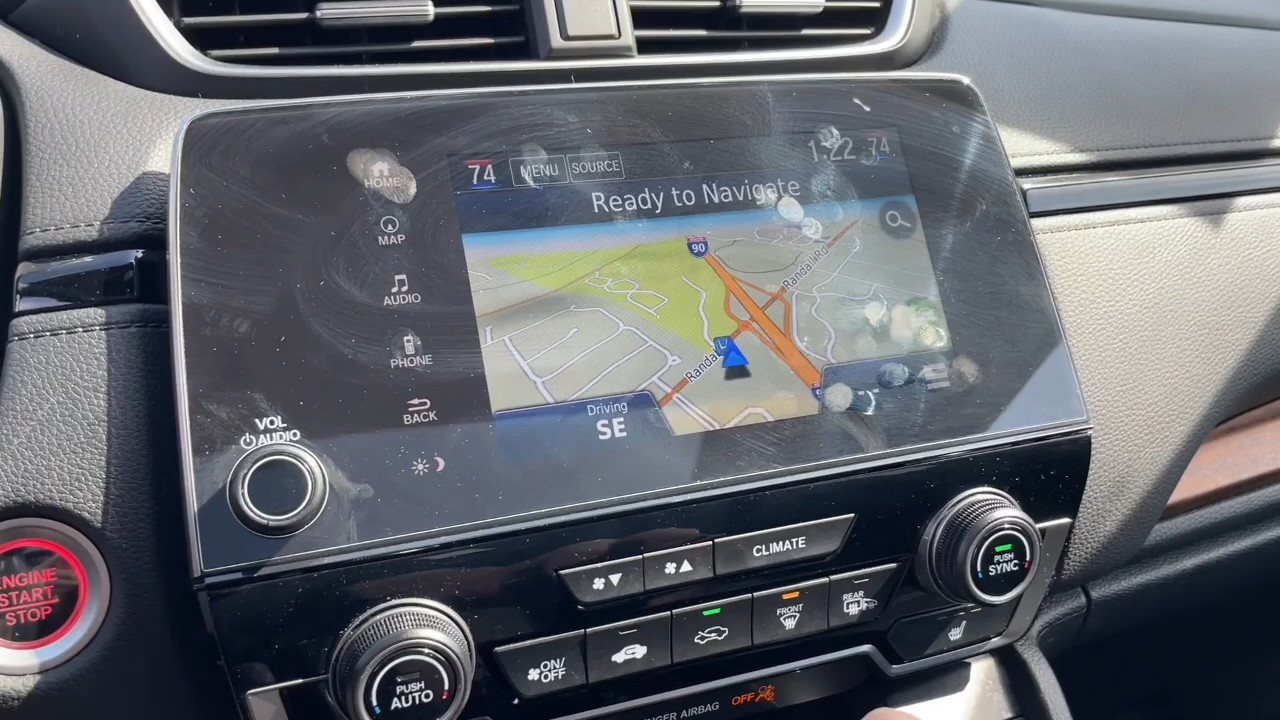 74
MENU
SOURCE
1:22
74
Ready to Navigate
HOME
MAP
AUDIO
PHONE
BACK
90
Randall Rd
Randal
Driving
SE
VOL
AUDIO
ENGINE
START
STOP
CLIMATE
ON/
OFF
FRONT
REAR
PUSH
SYNC
PUSH
AUTO
AIRBAG
OFF